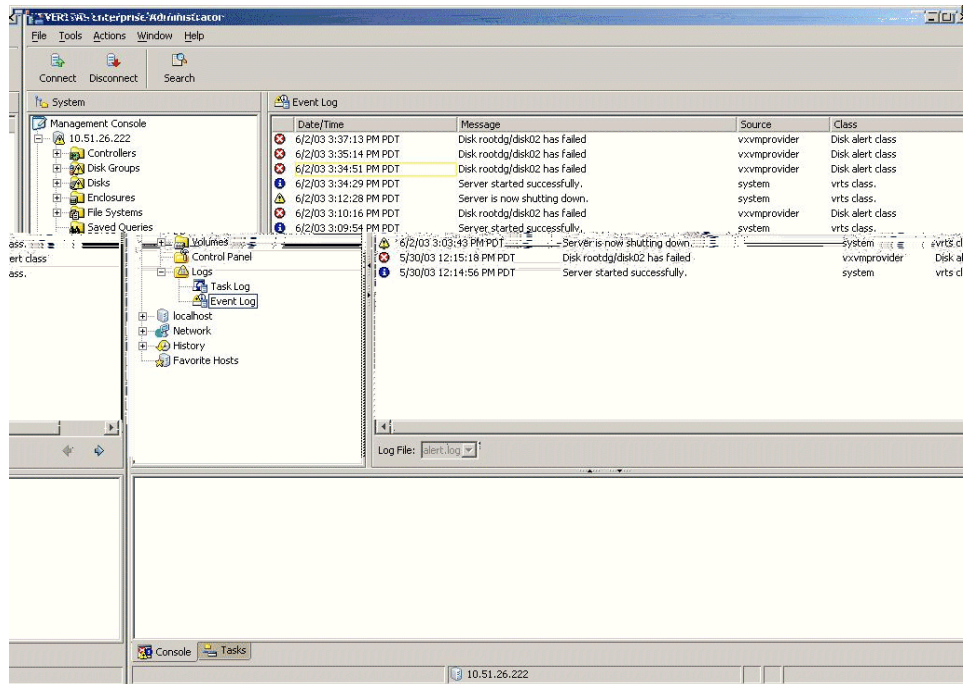 VERITAS Enterprise Administrator
File Tools Actions Window Help
Connect Disconnect Search
System
Event Log
Management Console
10.51.26.222
Controllers
Disk Groups
Disks
Enclosures
File Systems
Saved Queries
Volumes
Control Panel
Logs
Task Log
Event Log
localhost
Network
History
Favorite Hosts
Date/Time Message Source Class
6/2/03 3:37:13 PM PDT Disk rootdg/disk02 has failed vxvmprovider Disk alert class
6/2/03 3:35:14 PM PDT Disk rootdg/disk02 has failed vxvmprovider Disk alert class
6/2/03 3:34:51 PM PDT Disk rootdg/disk02 has failed vxvmprovider Disk alert class
6/2/03 3:34:29 PM PDT Server started successfully. system vrts class.
6/2/03 3:12:28 PM PDT Server is now shutting down. system vrts class.
6/2/03 3:10:16 PM PDT Disk rootdg/disk02 has failed vxvmprovider Disk alert class
6/2/03 3:09:54 PM PDT Server started successfully. system vrts class.
6/2/03 3:03:43 PM PDT Server is now shutting down. system vrts cl
5/30/03 12:15:18 PM PDT Disk rootdg/disk02 has failed vxvmprovider Disk al
5/30/03 12:14:56 PM PDT Server started successfully. system vrts cl
ass.
ert class
ass.
Log File: alert.log
Console Tasks
10.51.26.222